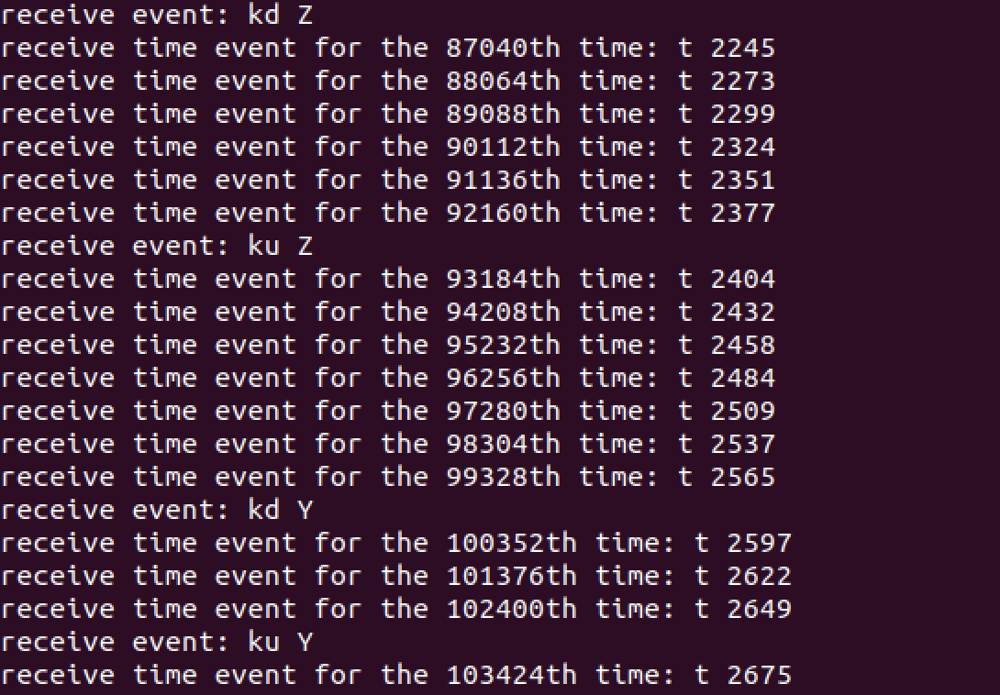 receive event: kd Z
receive time event for the 87040th time: t 2245
receive time event for the 88064th time: t 2273
receive time event for the 89088th time: t 2299
receive time event for the 90112th time: t 2324
receive time event for the 91136th time: t 2351
receive time event for the 92160th time: t 2377
receive event: ku Z
receive time event for the 93184th time: t 2404
receive time event for the 94208th time: t 2432
receive time event for the 95232th time: t 2458
receive time event for the 96256th time: t 2484
receive time event for the 97280th time: t 2509
receive time event for the 98304th time: t 2537
receive time event for the 99328th time: t 2565
receive event: kd Y
receive time event for the 100352th time: t 2597
receive time event for the 101376th time: t 2622
receive time event for the 102400th time: t 2649
receive event: ku Y
receive time event for the 103424th time: t 2675